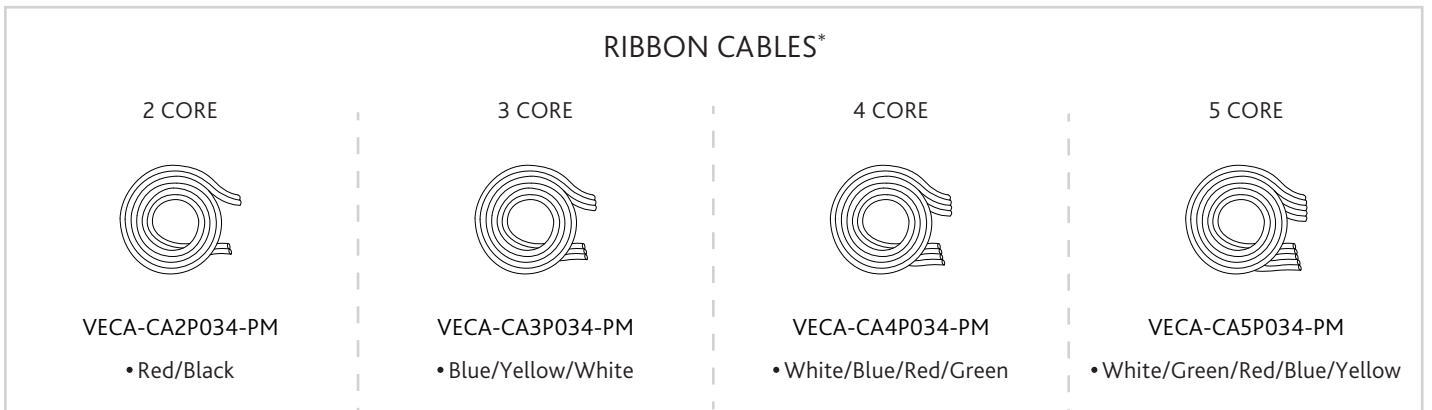 RIBBON CABLES*
2 CORE
3 CORE
4 CORE
5 CORE
VECA-CA2P034-PM
VECA-CA3P034-PM
VECA-CA4P034-PM
VECA-CA5P034-PM
• Red/Black
• Blue/Yellow/White
• White/Blue/Red/Green
• White/Green/Red/Blue/Yellow